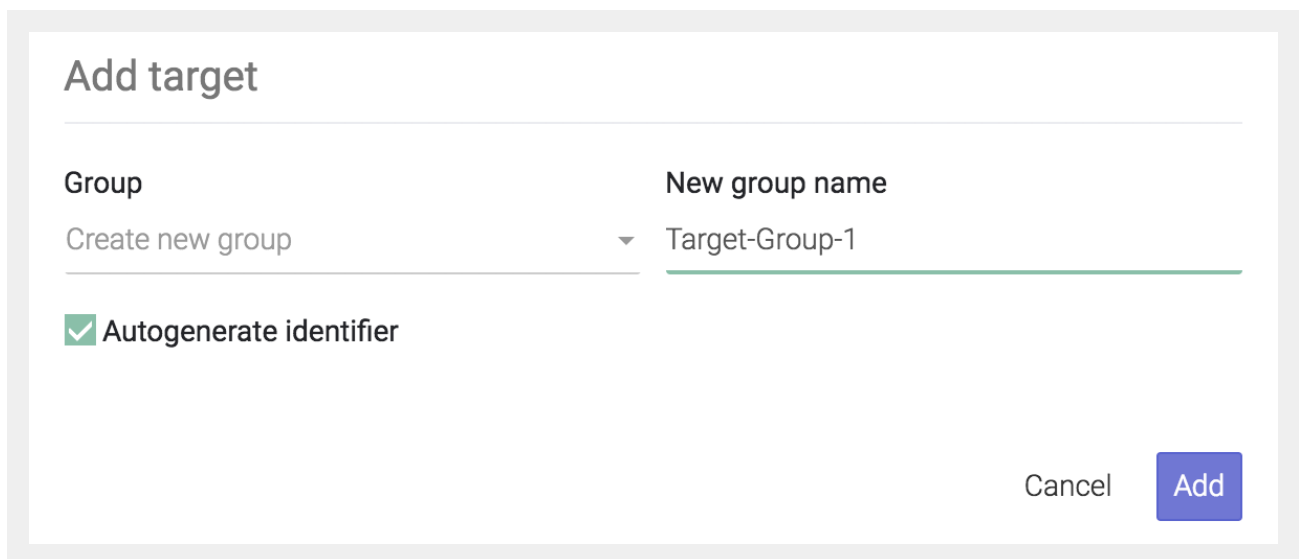 Add target
Group
New group name
Create new group
Target-Group-1
Autogenerate identifier
Cancel
Add